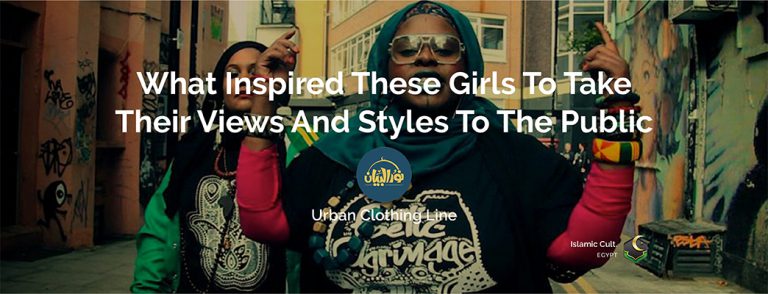 What Inspired These Girls To Take
Their Views And Styles To The Public
نور البيان
Urban Clothing Line
Pilgrimage
Islamic Cult.
EGYPT